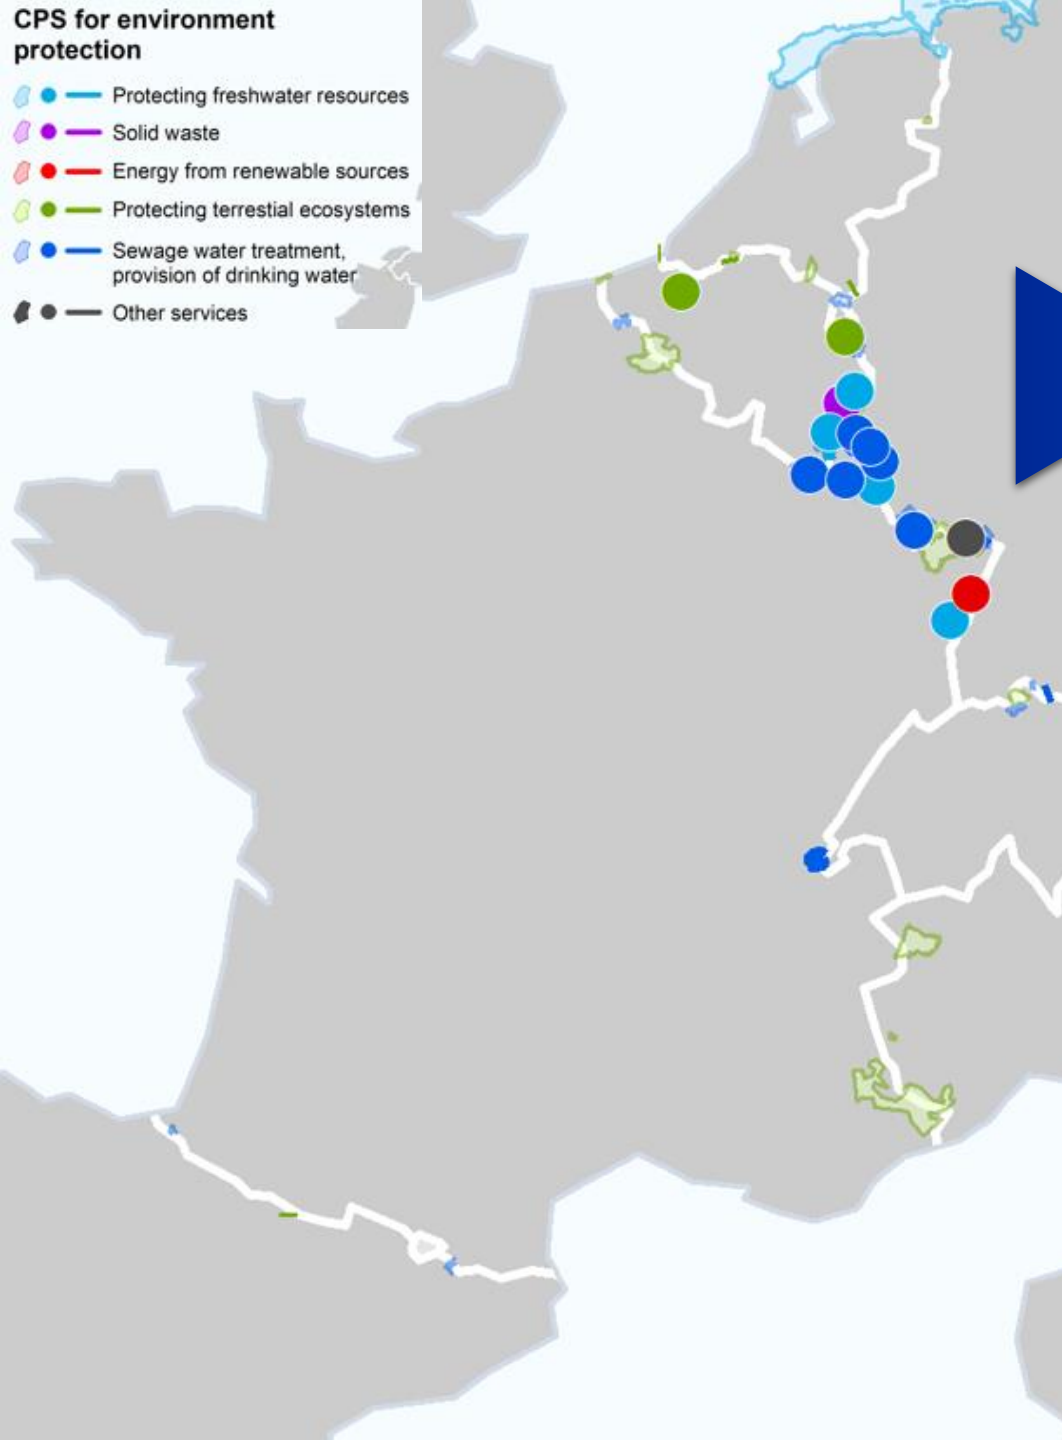 CPS for environment
protection
Protecting freshwater resources
Solid waste
Energy from renewable sources
Protecting terrestial ecosystems
Sewage water treatment,
provision of drinking water
Other services